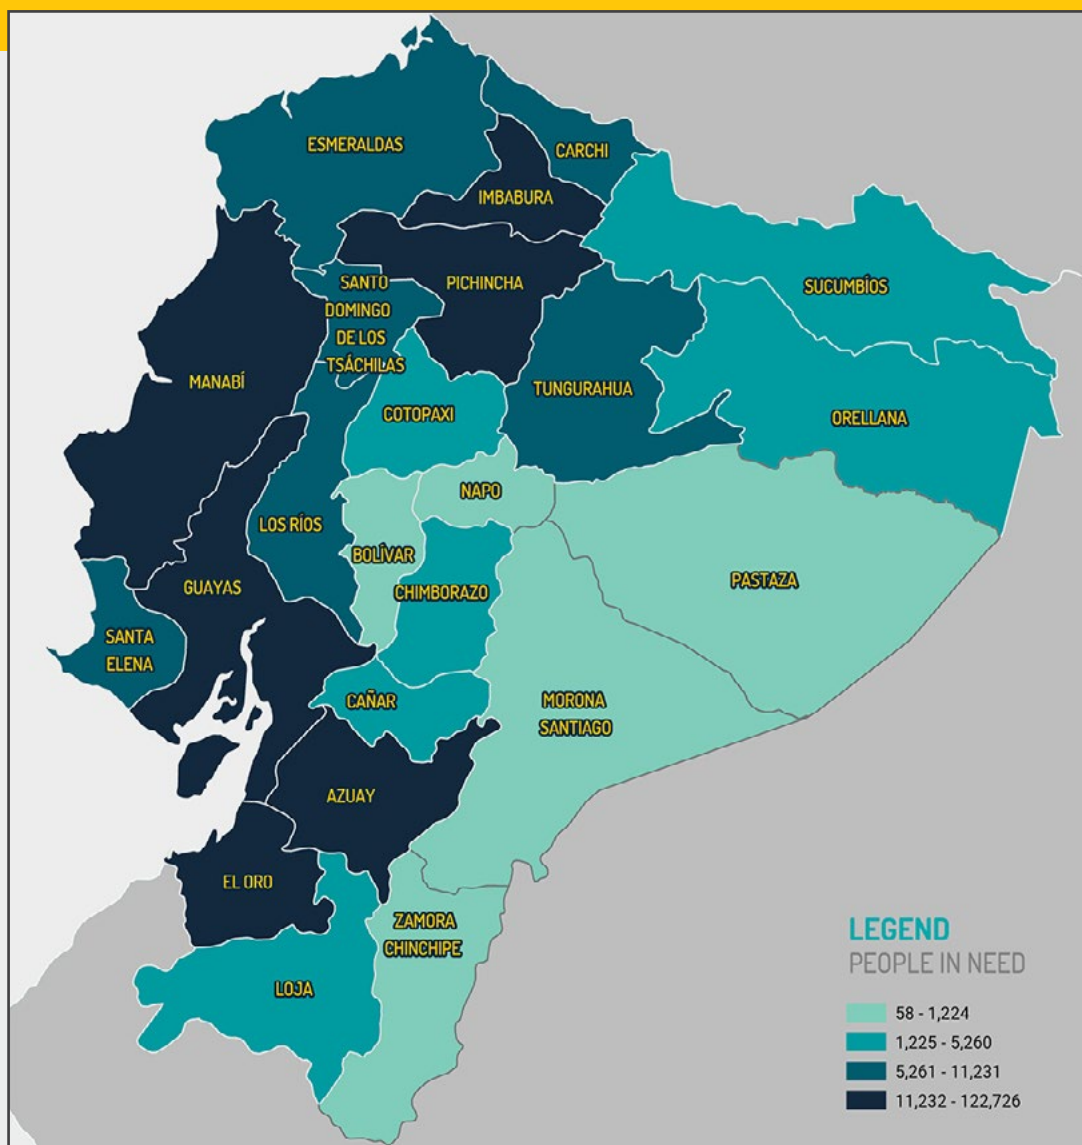 ESMERALDAS
CARCHI
IMBABURA
SUCUMBÍOS
SANTO
DOMINGO
DE LOS
TSÁCHILAS
PICHINCHA
MANABÍ
COTOPAXI
TUNGURAHUA
ORELLANA
NAPO
LOS RÍOS
BOLÍVAR
PASTAZA
GUAYAS
CHIMBORAZO
SANTA
ELENA
CAÑAR
MORONA
SANTIAGO
AZUAY
EL ORO
ZAMORA
CHINCHIPE
LOJA
LEGEND
PEOPLE IN NEED
58 - 1,224
1,225 - 5,260
5,261 - 11,231
11,232 - 122,726